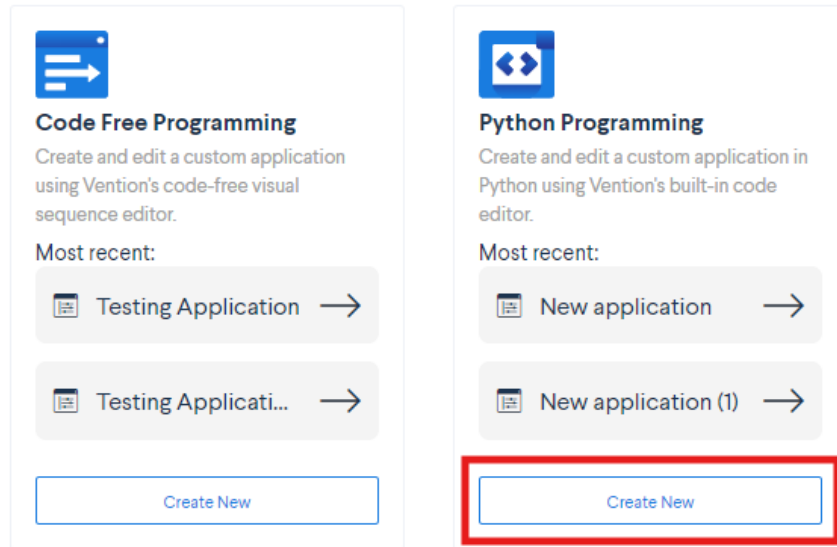 Code Free Programming
Create and edit a custom application
using Vention's code-free visual
sequence editor.
Most recent:
Testing Application
Testing Applicati...
Create New
Python Programming
Create and edit a custom application in
Python using Vention's built-in code
editor.
Most recent:
New application
New application (1)
Create New